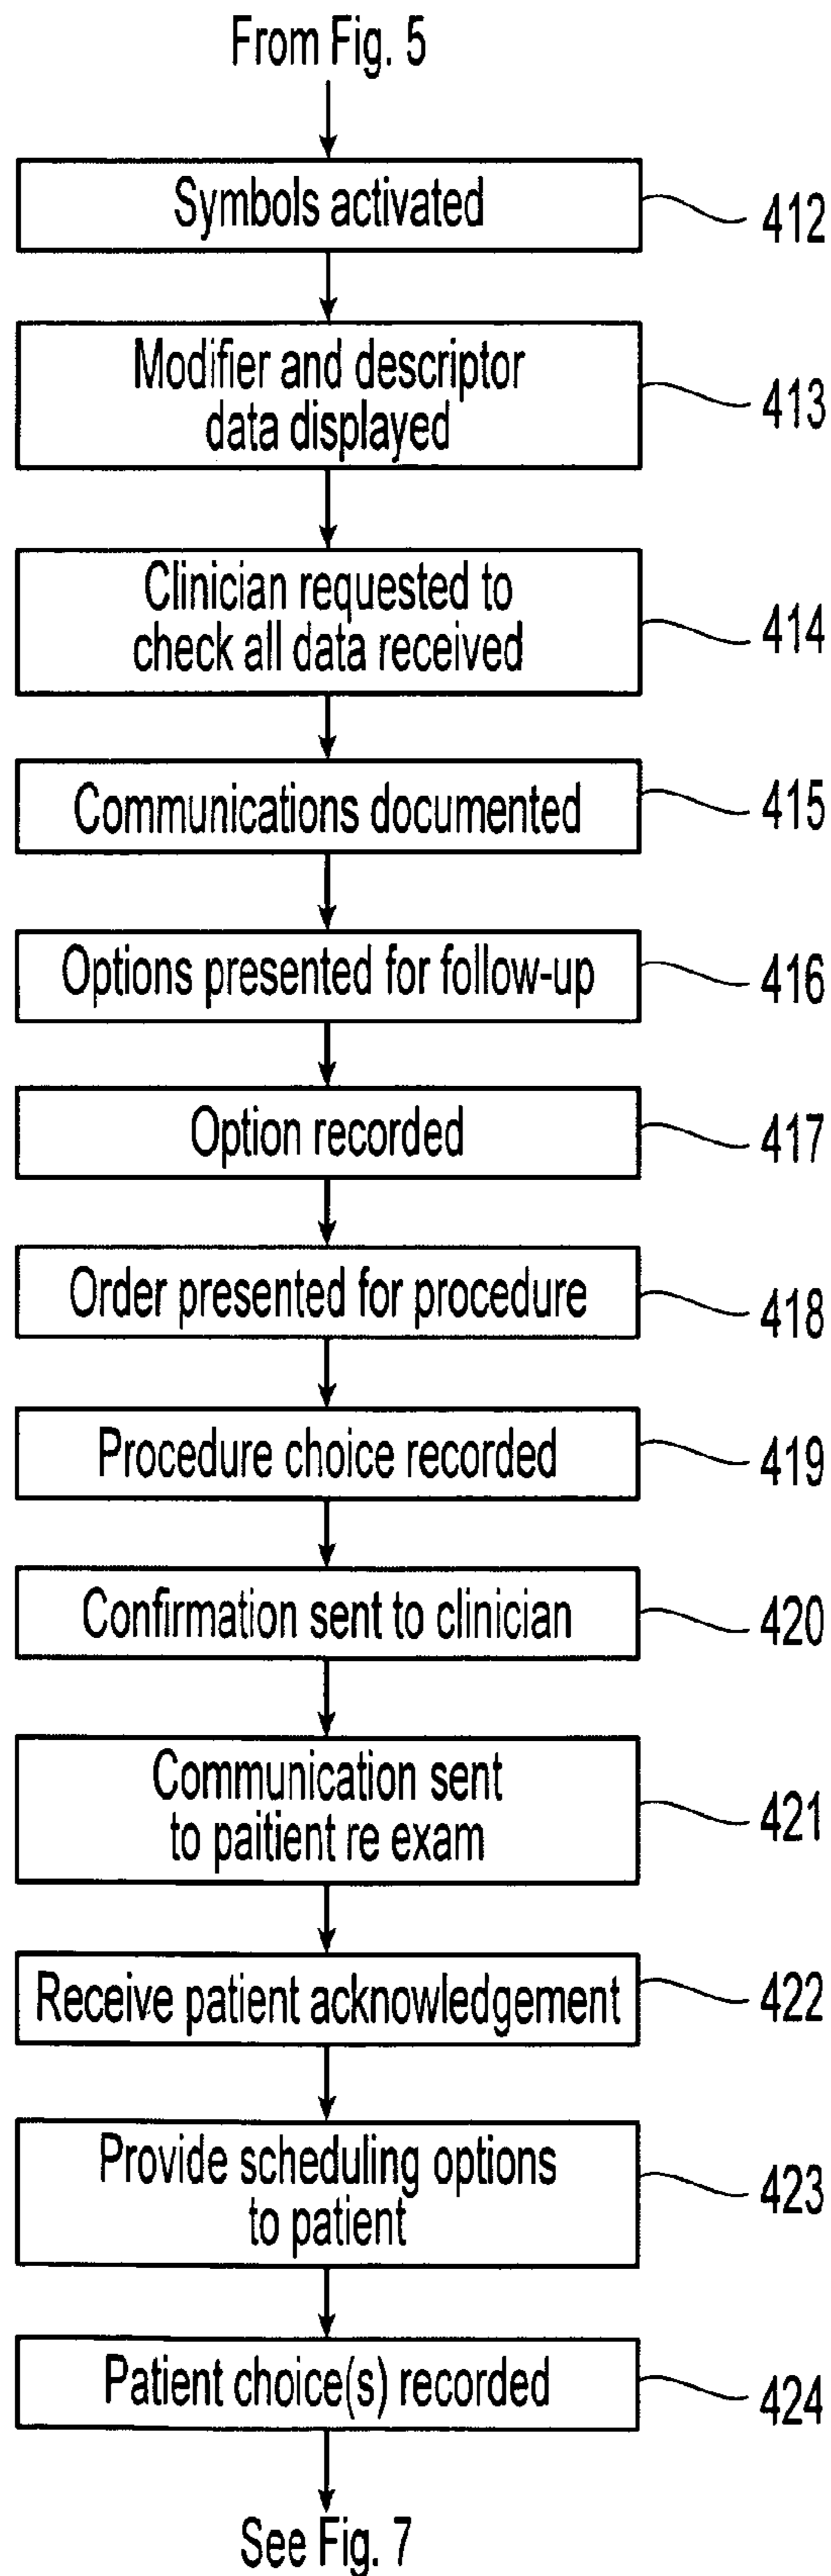 From Fig. 5
Symbols activated
412
Modifier and descriptor
data displayed
413
Clinician requested to
check all data received
414
Communications documented
415
Options presented for follow-up
416
Option recorded
417
Order presented for procedure
418
Procedure choice recorded
419
Confirmation sent to clinician
420
Communication sent
to paitient re exam
421
Receive patient acknowledgement
422
Provide scheduling options
to patient
423
Patient choice(s) recorded
424
See Fig. 7